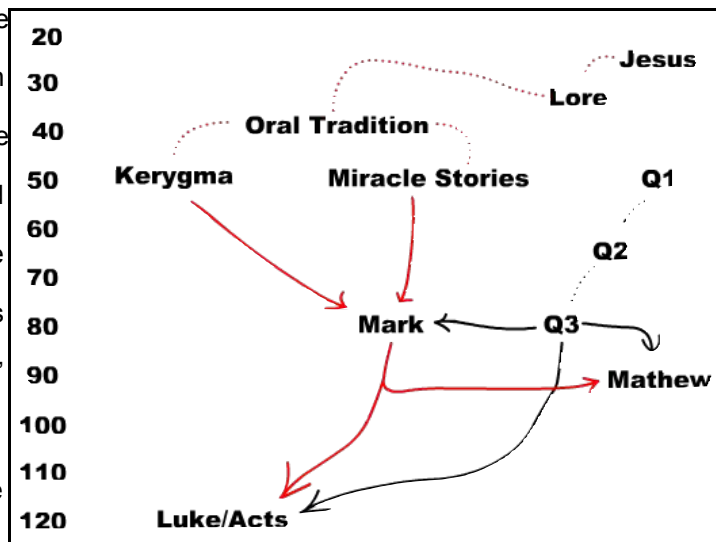 20
Jesus
30
Lore
40
Oral Tradition
50
Kerygma
Miracle Stories
Q1
60
Q2
70
80
Mark
Q3
90
Mathew
100
110
120
Luke/Acts